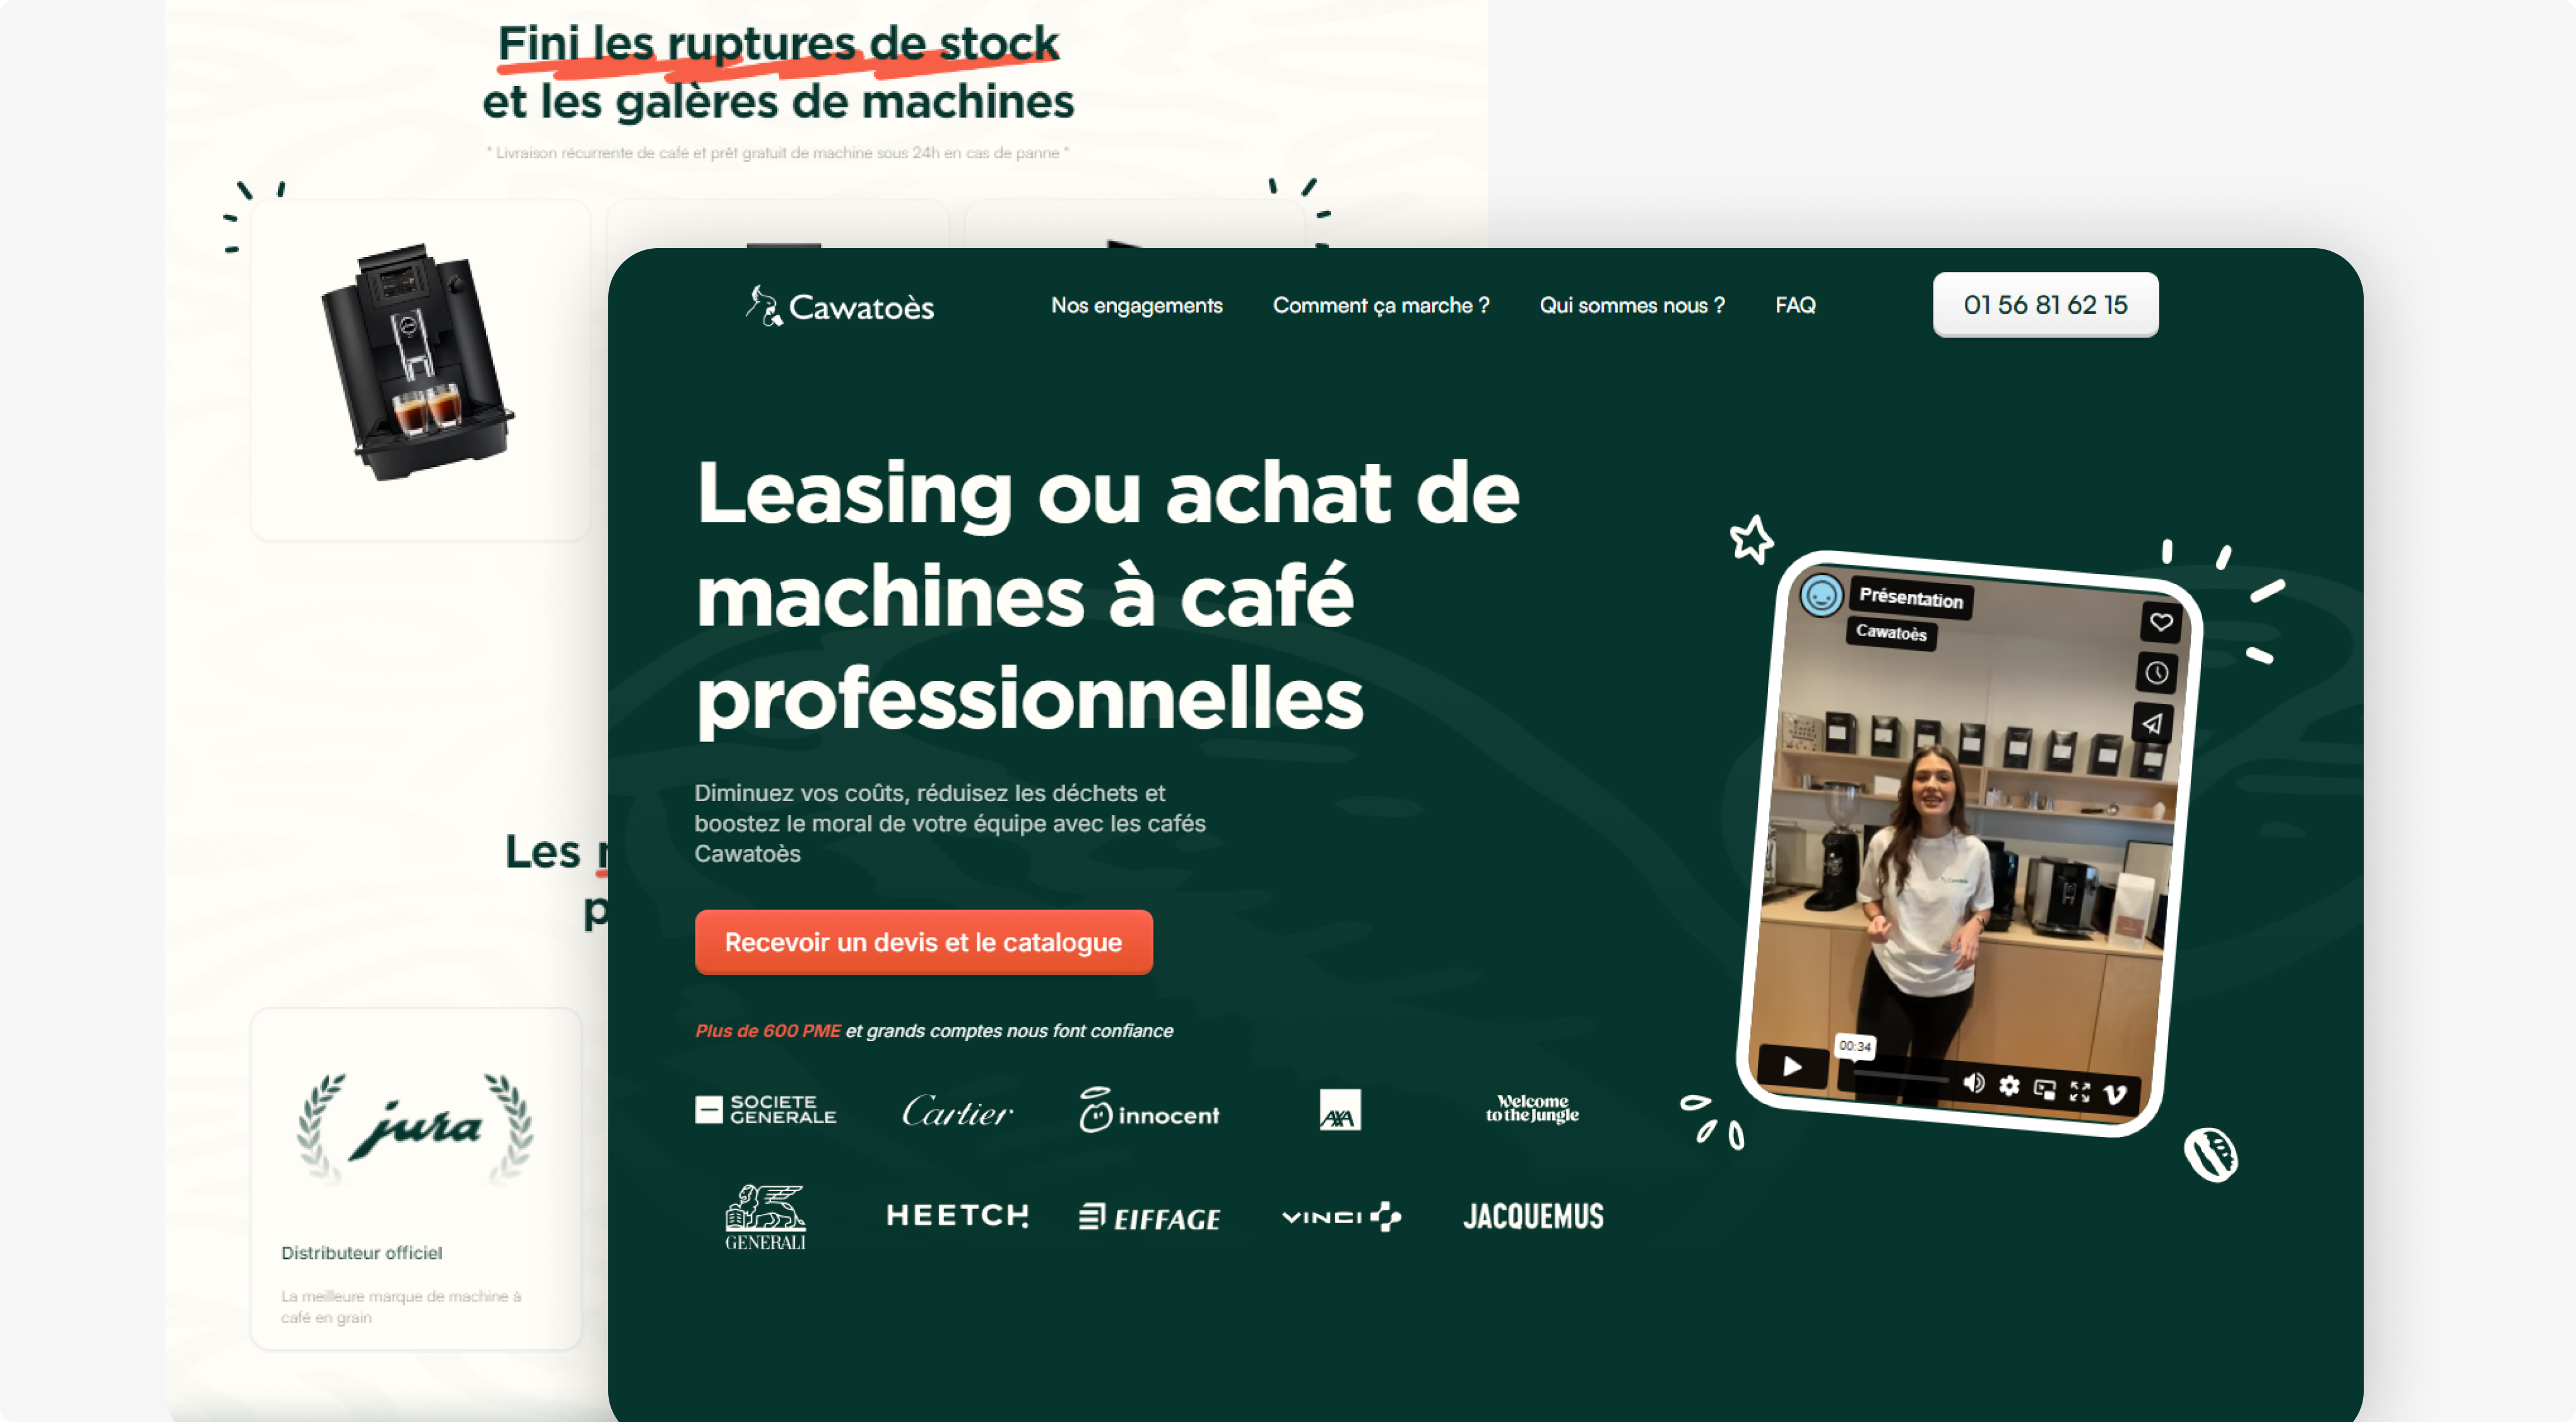 Fini les ruptures de stock
et les galères de machines
* Livraison récurrente de café et prêt gratuit de machine sous 24h en cas de panne *
Cawatoès
Nos engagements
Comment ça marche ?
Qui sommes nous ?
FAQ
01 56 81 62 15
Leasing ou achat de
machines à café
professionnelles
Diminuez vos coûts, réduisez les déchets et
boostez le moral de votre équipe avec les cafés
Cawatoès
Recevoir un devis et le catalogue
Plus de 600 PME et grands comptes nous font confiance
SOCIETE
GENERALE
Cartier
innocent
AXA
Welcome
to the Jungle
GENERALI
HEETCH
EIFFAGE
VINCI
JACQUEMUS
Présentation
Cawatoès
00:34
Les
jura
Distributeur officiel
La meilleure marque de machine à
café en grain